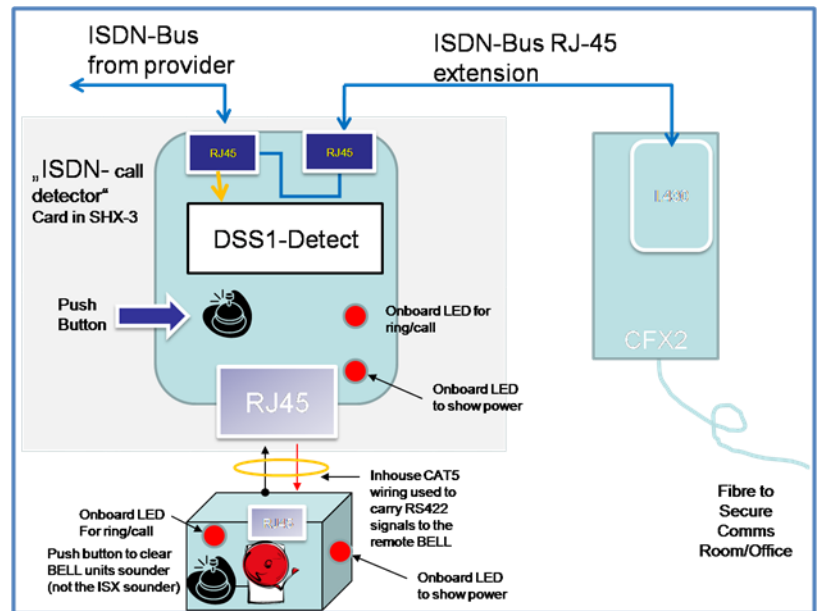 ISDN-Bus
from provider
ISDN-Bus RJ-45
extension
RJ45
RJ45
„ISDN- call
detector“
Card in SHX-3
DSS1-Detect
Push
Button
Onboard LED for
ring/call
CFX2
Onboard LED
to show power
RJ45
Inhouse CAT5
wiring used to
carry RS422
signals to the
remote BELL
Onboard LED
For ring/call
RJ45
Push button to clear
BELL units sounder
(not the ISX sounder)
Onboard LED
to show power
Fibre to
Secure
Comms
Room/Office